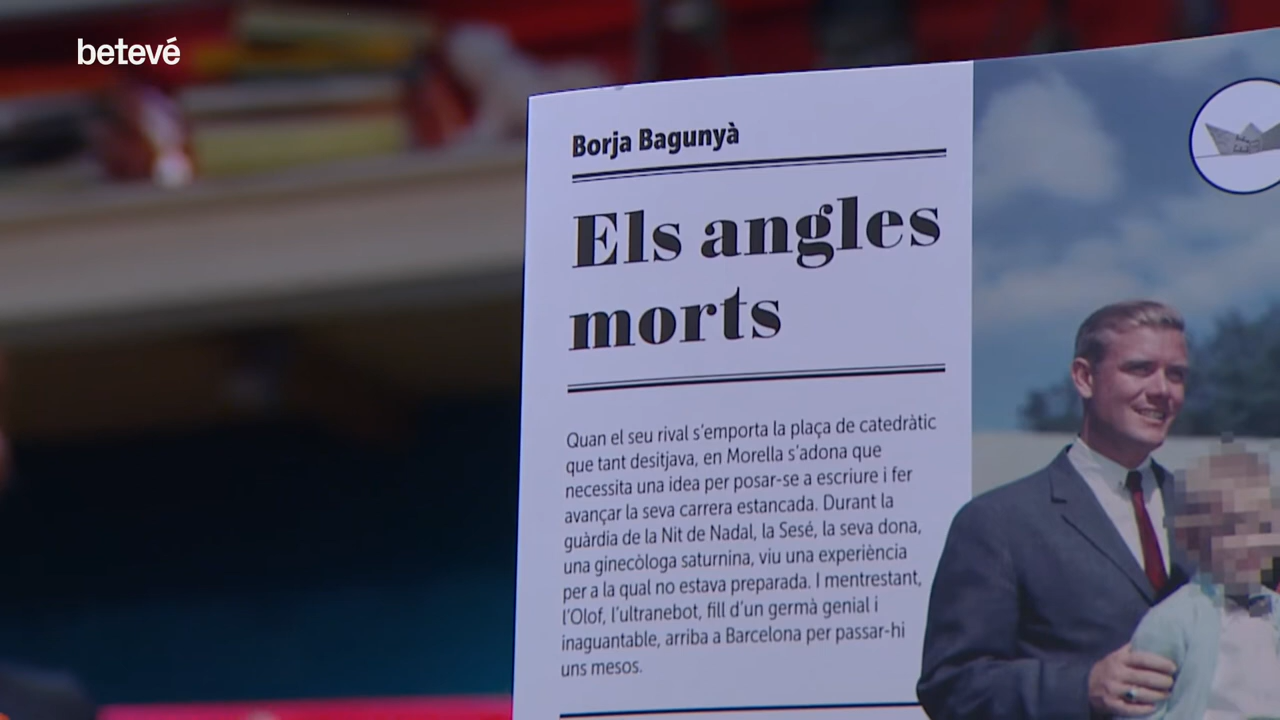 betevé
Borja Bagunyà
Els angles
morts
Quan el seu rival s'emporta la plaça de catedràtic
que tant desitjava, en Morella s'adona que
necessita una idea per posar-se a escriure i fer
avançar la seva carrera estancada. Durant la
guàrdia de la Nit de Nadal, la Sesé, la seva dona,
una ginecòloga saturnina, viu una experiència
per a la qual no estava preparada. I mentrestant,
l'Olof, l'ultranebot, fill d'un germà genial i
inaguantable, arriba a Barcelona per passar-hi
uns mesos.